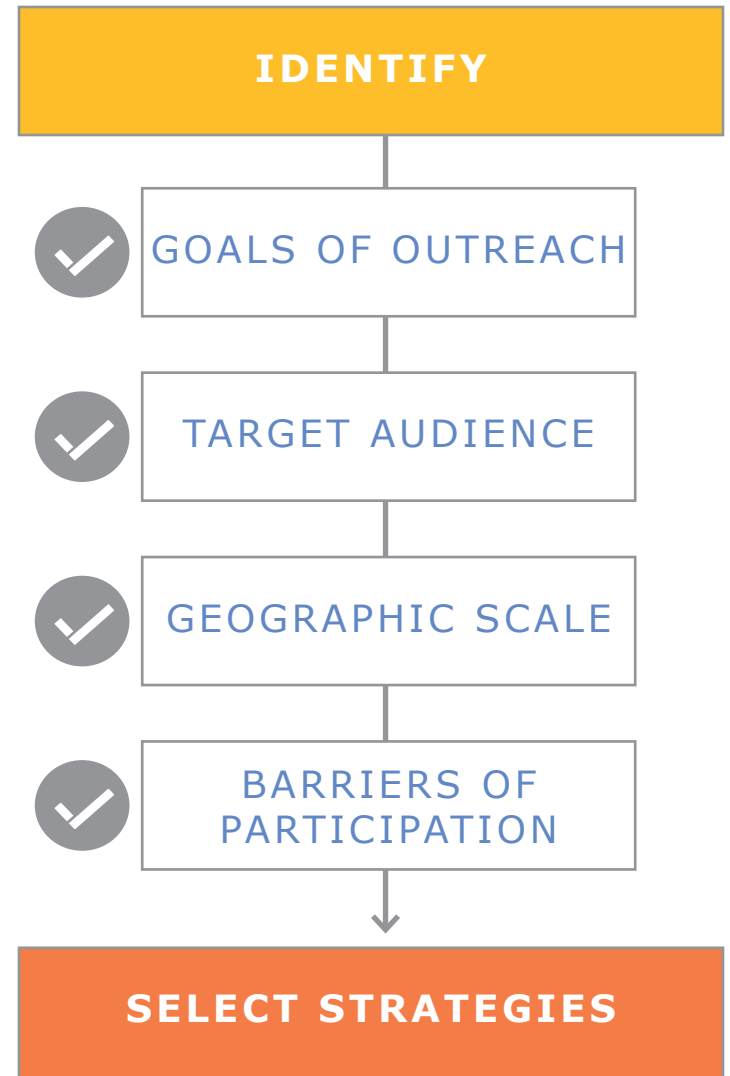 IDENTIFY
GOALS OF OUTREACH
TARGET AUDIENCE
GEOGRAPHIC SCALE
BARRIERS OF
PARTICIPATION
SELECT STRATEGIES